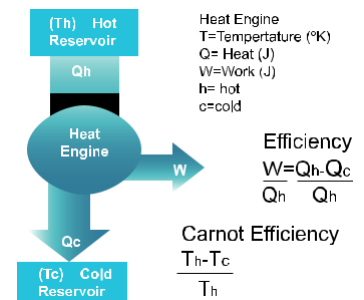 (Th) Hot
Reservoir
Qh
Heat
Engine
W
Qc
(Tc) Cold
Reservoir
Heat Engine
T=Tempertature (ºK)
Q= Heat (J)
W=Work (J)
h= hot
c=cold
Efficiency
W=Qh-Qc
Qh Qh
Carnot Efficiency
Th-Tc
Th